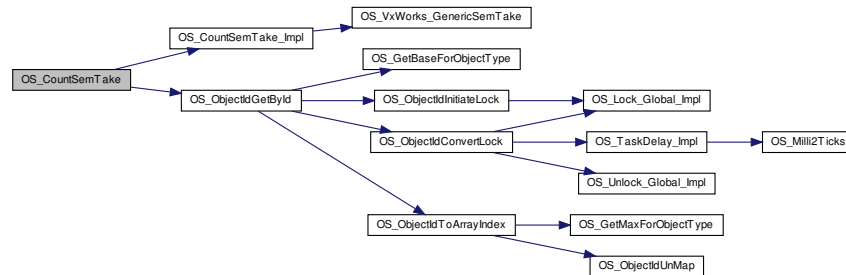 OS_VxWorks_GenericSemTake
OS_CountSemTake_Impl
OS_GetBaseForObjectType
OS_CountSemTake
OS_ObjectIdGetById
OS_ObjectIdInitiateLock
OS_Lock_Global_Impl
OS_ObjectIdConvertLock
OS_TaskDelay_Impl
OS_Milli2Ticks
OS_Unlock_Global_Impl
OS_ObjectIdToArrayIndex
OS_GetMaxForObjectType
OS_ObjectIdUnMap